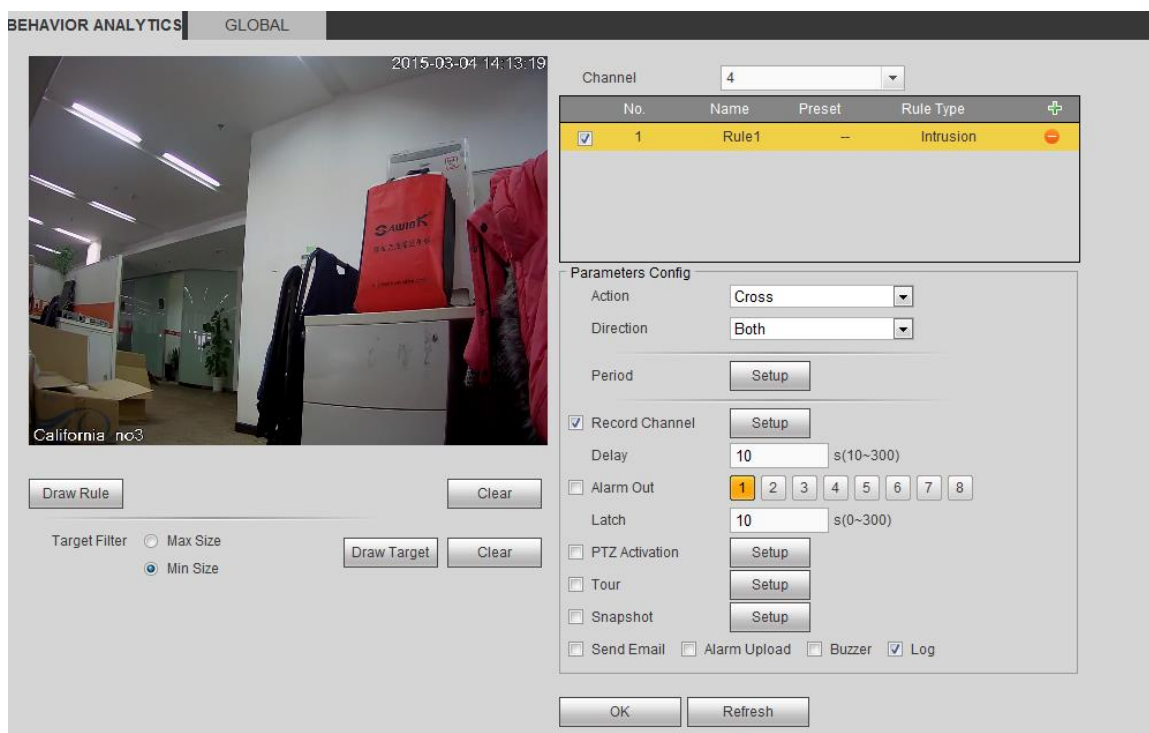 BEHAVIOR ANALYTICS GLOBAL
2015-03-04 14:13:19
SAWINK
California no3
Draw Rule Clear
Target Filter Max Size
Min Size
Draw Target Clear
Channel 4
No. Name Preset Rule Type
1 Rule1 -- Intrusion
Parameters Config
Action Cross
Direction Both
Period Setup
Record Channel Setup
Delay 10 s(10~300)
Alarm Out 1 2 3 4 5 6 7 8
Latch 10 s(0~300)
PTZ Activation Setup
Tour Setup
Snapshot Setup
Send Email Alarm Upload Buzzer Log
OK Refresh